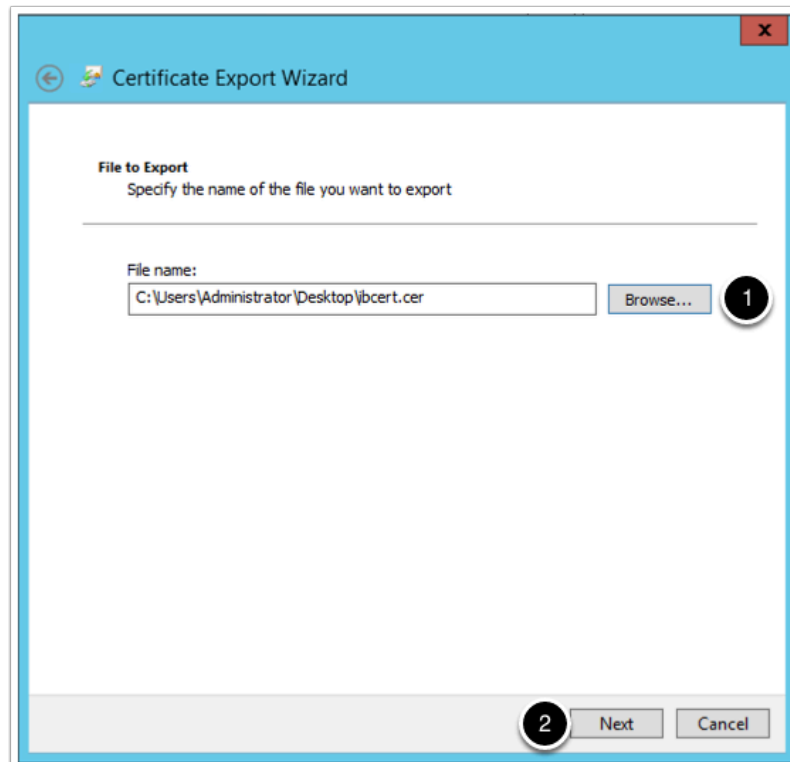 x
Certificate Export Wizard
File to Export
Specify the name of the file you want to export
File name:
C:\Users\Administrator\Desktop\ibcert.cer
Browse... 1
2 Next Cancel